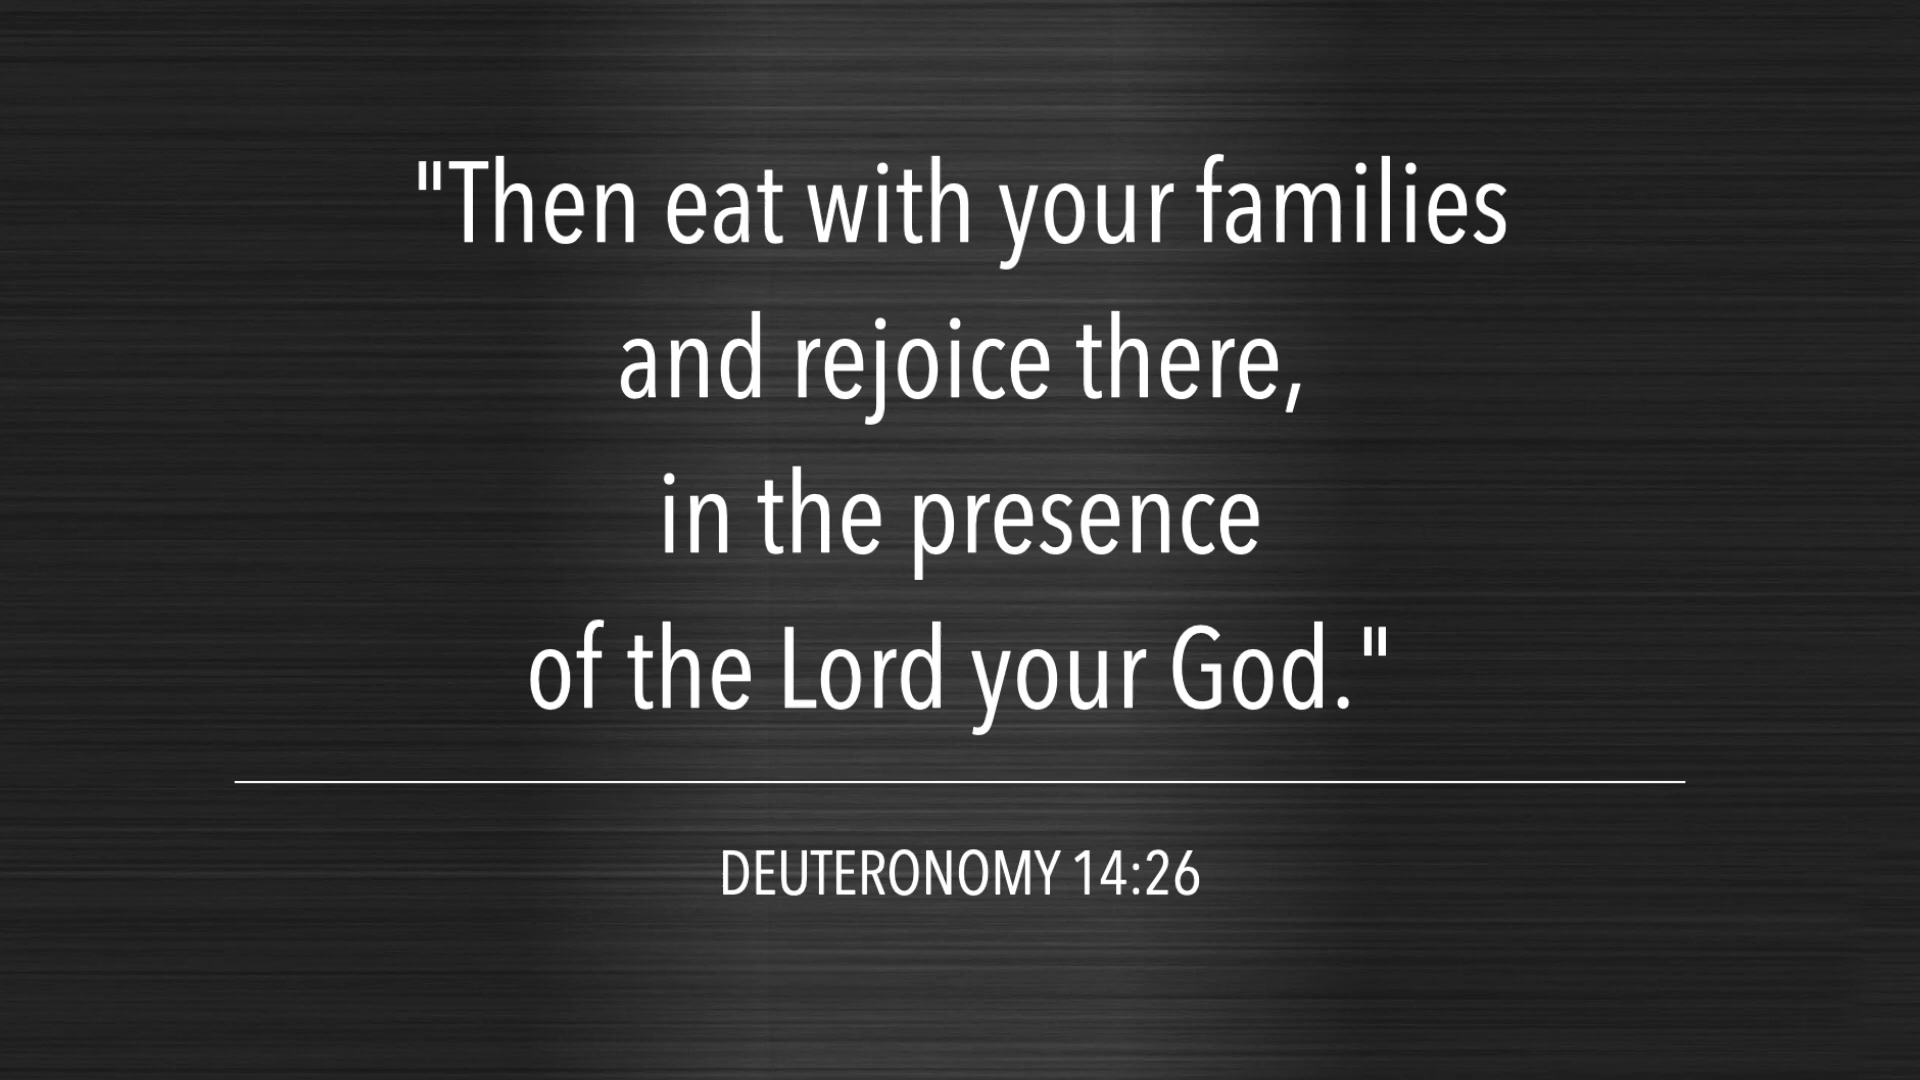 "Then eat with your families
and rejoice there,
in the presence
of the Lord your God."
DEUTERONOMY 14:26